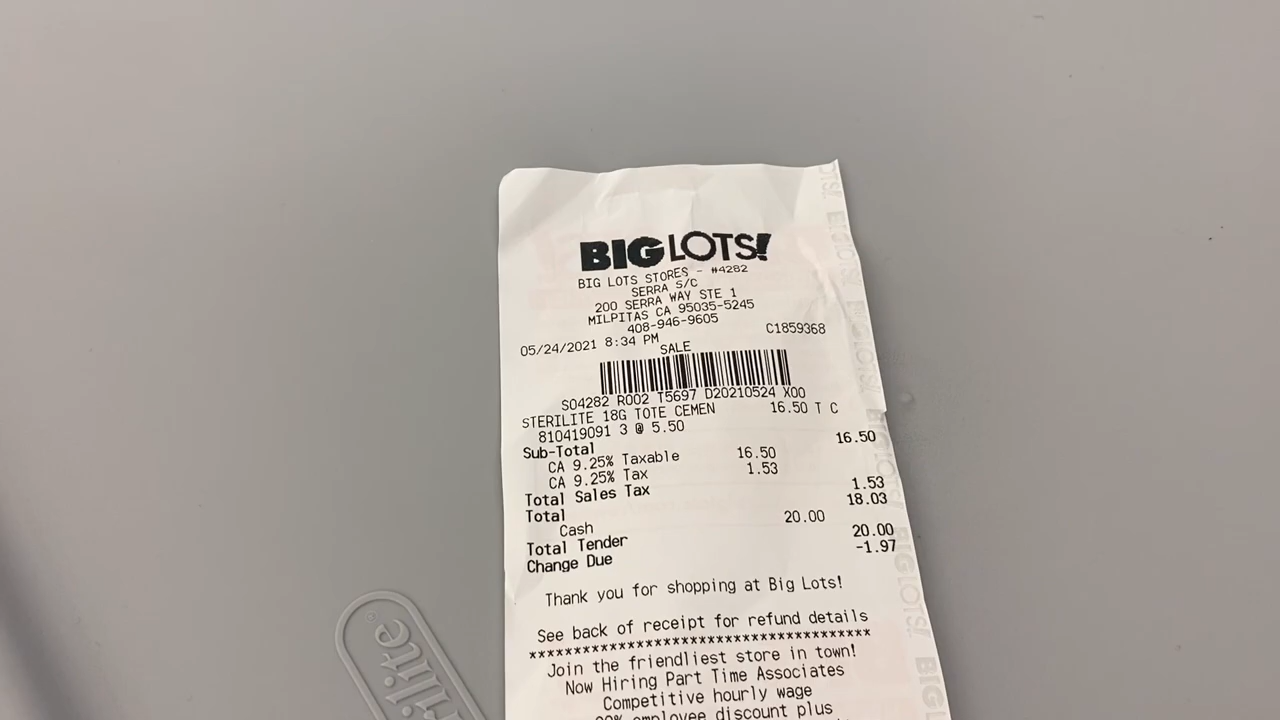 BIG LOTS!
BIG LOTS STORES - #4282
SERRA S/C
200 SERRA WAY STE 1
MILPITAS CA 95035-5245
408-946-9605
05/24/2021 8:34 PM C1859368
SALE
S04282 R002 T5697 D20210524 X00
STERILITE 18G TOTE CEMEN 16.50 T C
810419091 3 @ 5.50
Sub-Total 16.50
CA 9.25% Taxable 16.50
CA 9.25% Tax 1.53
Total Sales Tax 1.53
Total 18.03
Cash 20.00
Total Tender 20.00
Change Due -1.97
Thank you for shopping at Big Lots!
See back of receipt for refund details
***************************************
Join the friendliest store in town!
Now Hiring Part Time Associates
Competitive hourly wage
employee discount plus